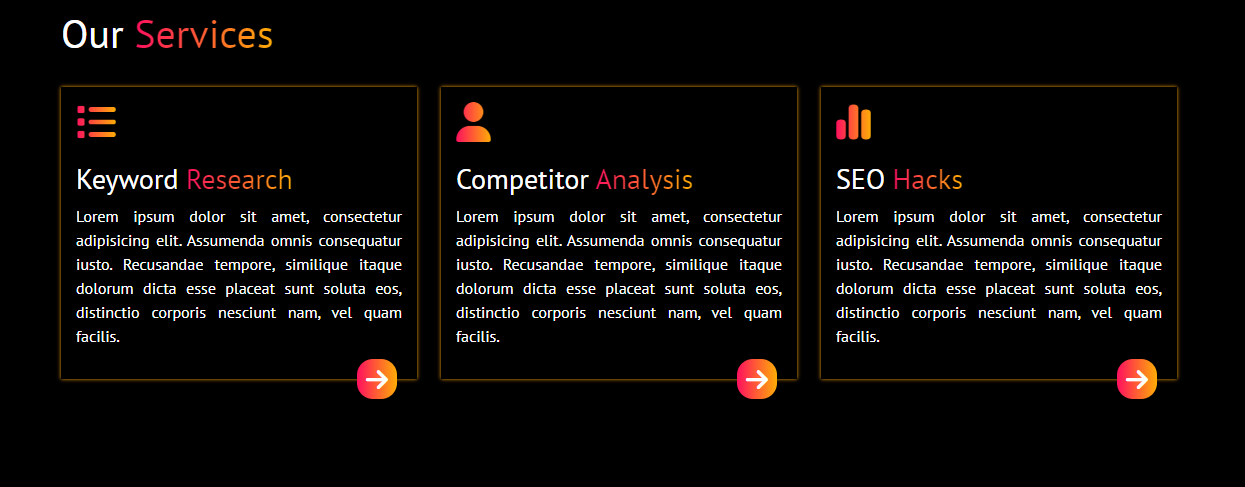 Our Services
Keyword Research
Lorem ipsum dolor sit amet, consectetur
adipisicing elit. Assumenda omnis consequatur
iusto. Recusandae tempore, similique itaque
dolorum dicta esse placeat sunt soluta eos,
distinctio corporis nesciunt nam, vel quam
facilis.
Competitor Analysis
Lorem ipsum dolor sit amet, consectetur
adipisicing elit. Assumenda omnis consequatur
iusto. Recusandae tempore, similique itaque
dolorum dicta esse placeat sunt soluta eos,
distinctio corporis nesciunt nam, vel quam
facilis.
SEO Hacks
Lorem ipsum dolor sit amet, consectetur
adipisicing elit. Assumenda omnis consequatur
iusto. Recusandae tempore, similique itaque
dolorum dicta esse placeat sunt soluta eos,
distinctio corporis nesciunt nam, vel quam
facilis.